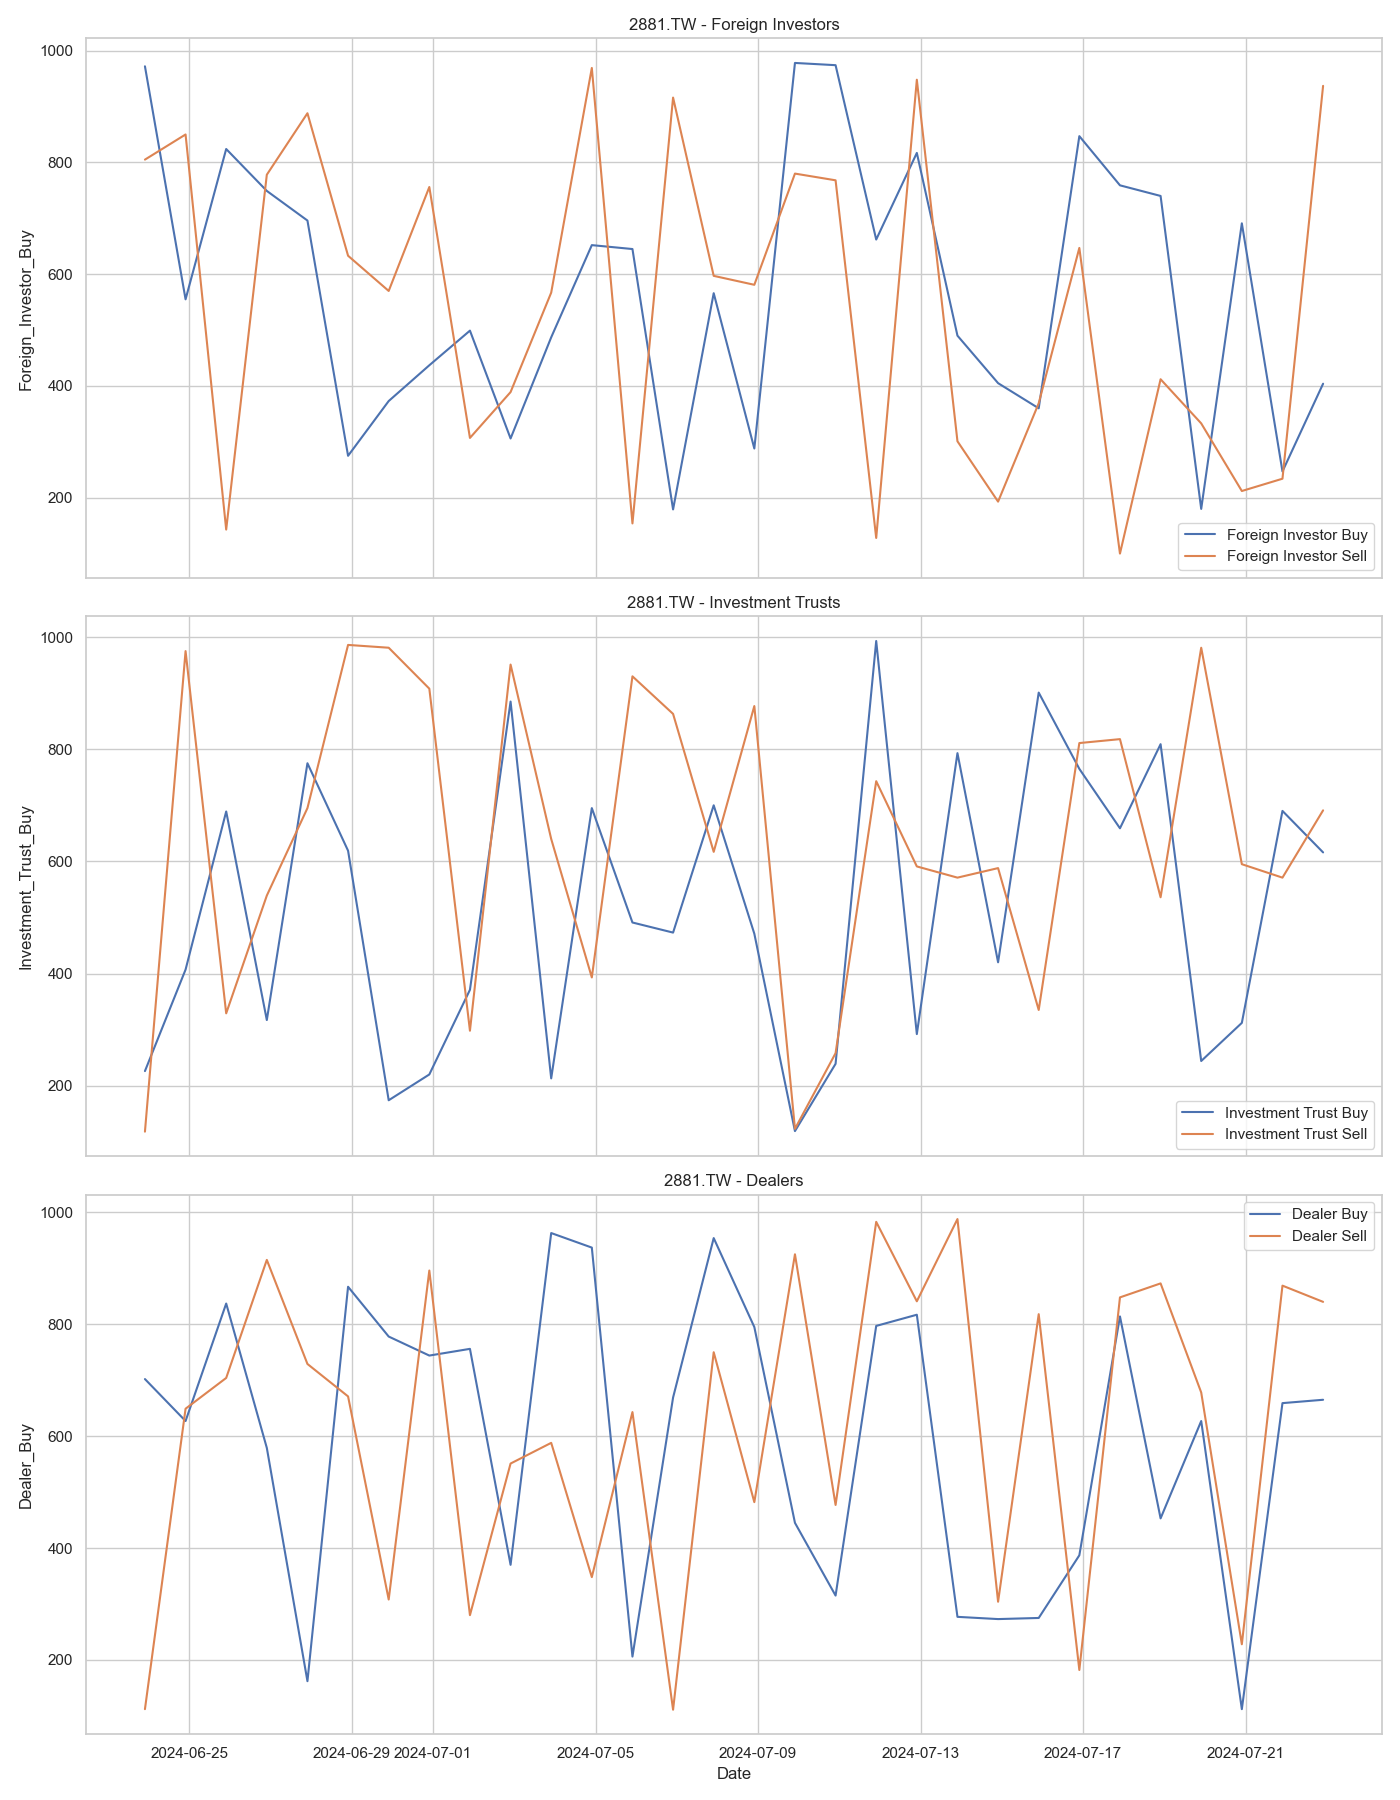 2881.TW - Foreign Investors
1000
800
600
400
200
Foreign_Investor_Buy
Foreign Investor Buy
Foreign Investor Sell
2881.TW - Investment Trusts
1000
800
600
400
200
Investment_Trust_Buy
Investment Trust Buy
Investment Trust Sell
2881.TW - Dealers
1000
800
600
400
200
Dealer_Buy
Dealer Buy
Dealer Sell
2024-06-25 2024-06-29 2024-07-01 2024-07-05 2024-07-09 2024-07-13 2024-07-17 2024-07-21
Date